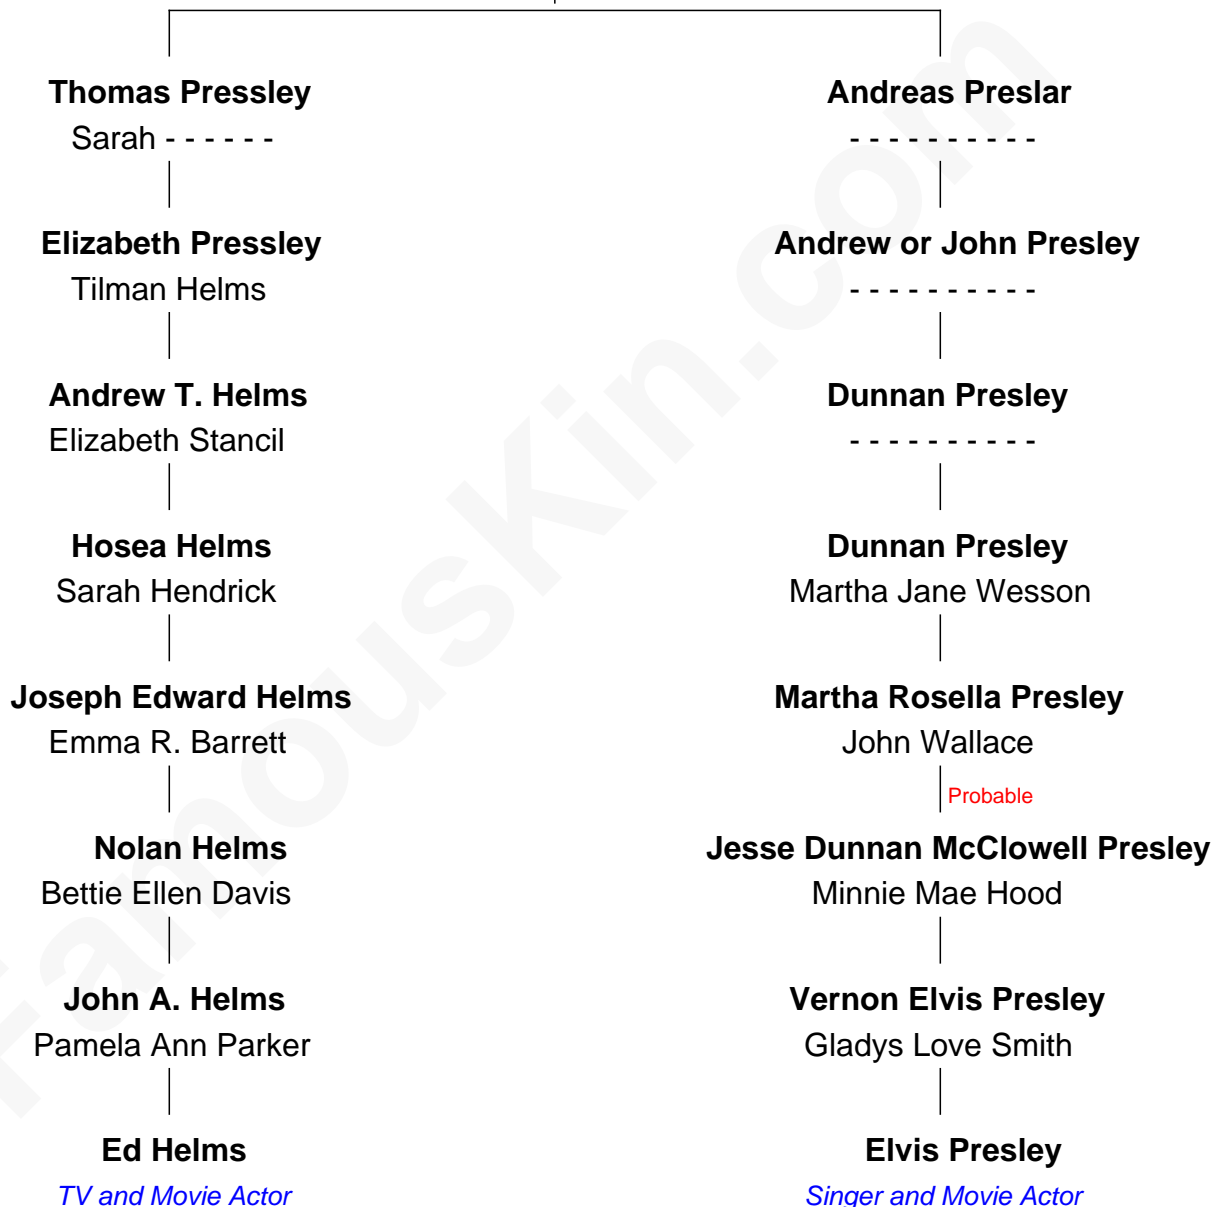 Thomas Pressley
Sarah - - - - - -
Andreas Preslar
- - - - - - - - - -
Elizabeth Pressley
Tilman Helms
Andrew or John Presley
- - - - - - - - - -
Andrew T. Helms
Elizabeth Stancil
Dunnan Presley
- - - - - - - - - -
Hosea Helms
Sarah Hendrick
Dunnan Presley
Martha Jane Wesson
Joseph Edward Helms
Emma R. Barrett
Martha Rosella Presley
John Wallace
Probable
Nolan Helms
Bettie Ellen Davis
Jesse Dunnan McClowell Presley
Minnie Mae Hood
John A. Helms
Pamela Ann Parker
Vernon Elvis Presley
Gladys Love Smith
Ed Helms
TV and Movie Actor
Elvis Presley
Singer and Movie Actor
FamousKin.com